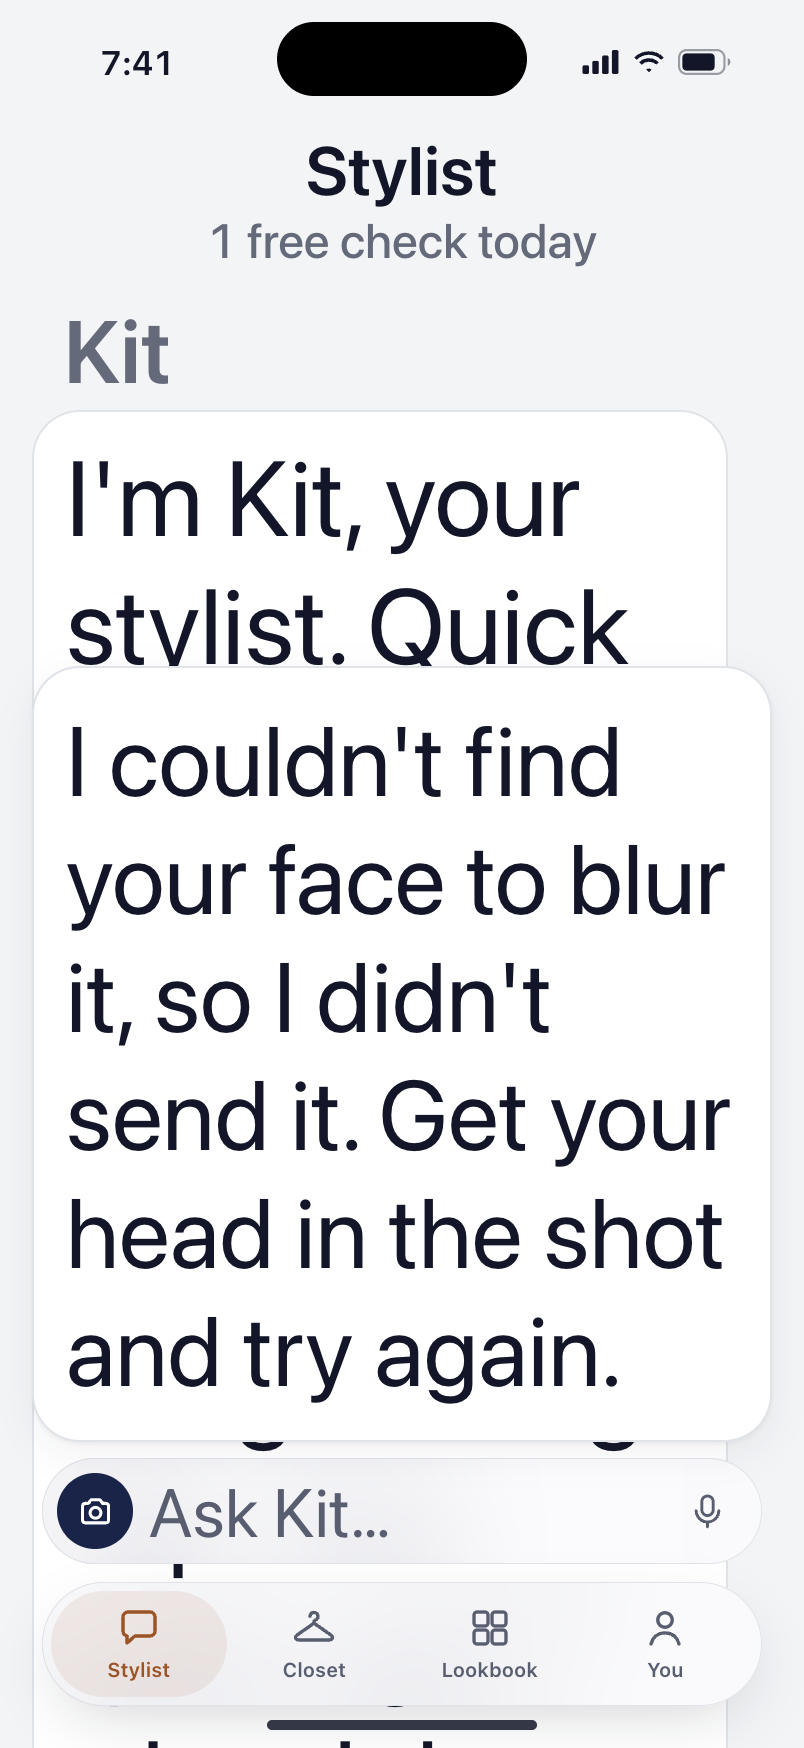 7:41
Stylist
1 free check today
Kit
I'm Kit, your
stylist. Quick
I couldn't find
your face to blur
it, so I didn't
send it. Get your
head in the shot
and try again.
Ask Kit...
Stylist
Closet
Lookbook
You